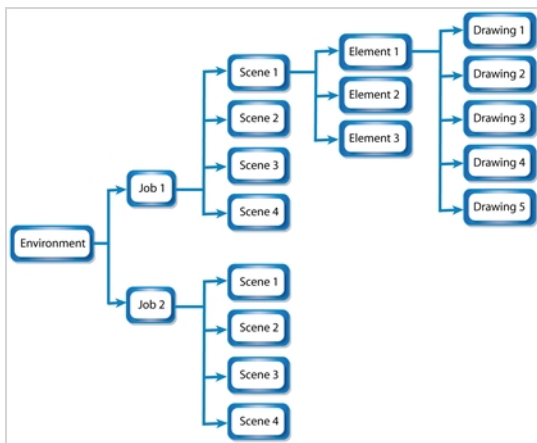 Environment
Job 1
Scene 1
Element 1
Drawing 1
Drawing 2
Drawing 3
Drawing 4
Drawing 5
Element 2
Element 3
Scene 2
Scene 3
Scene 4
Job 2
Scene 1
Scene 2
Scene 3
Scene 4